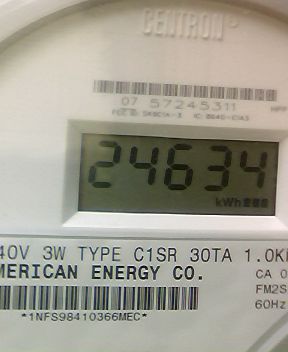 CENTRON®
07 57245311
24634
kWh
40V 3W TYPE C1SR 30TA 1.0K
MERICAN ENERGY CO.
CA 0
FM2S
60Hz
*1NFS98410366MEC*